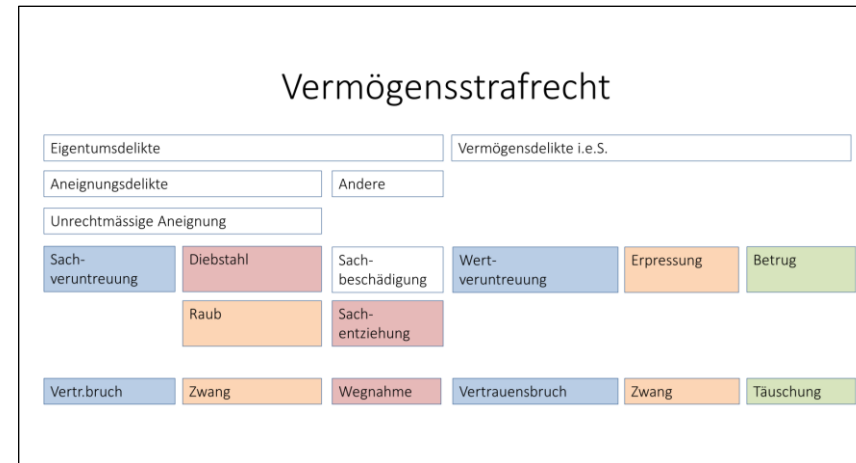 Vermögensstrafrecht
Eigentumsdelikte
Vermögensdelikte i.e.S.
Aneignungsdelikte
Andere
Unrechtmässige Aneignung
Sach-
veruntreuung
Diebstahl
Sach-
beschädigung
Wert-
veruntreuung
Erpressung
Betrug
Raub
Sach-
entziehung
Vertr.bruch
Zwang
Wegnahme
Vertrauensbruch
Zwang
Täuschung